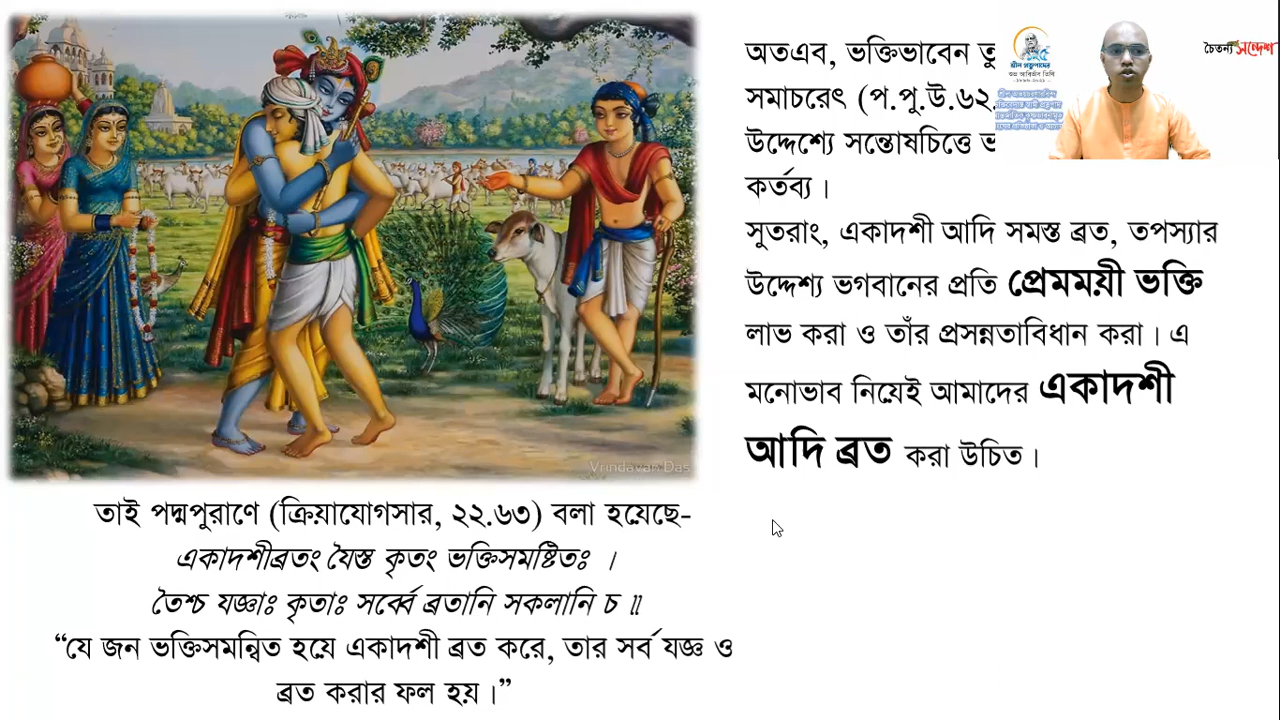 অতএব, ভক্তিভাবেন
সমাচরেৎ (প.পু.উ.৬২.
উদ্দেশ্যে সন্তোষচিত্তে
কর্তব্য।
সুতরাং, একাদশী আদি সমস্ত ব্রত, তপস্যার
উদ্দেশ্য ভগবানের প্রতি প্রেমময়ী ভক্তি
লাভ করা ও তাঁর প্রসন্নতাবিধান করা। এ
মনোভাব নিয়েই আমাদের একাদশী
আদি ব্রত করা উচিত।
চৈতন্য সন্দেশ
Vrindavan Das
তাই পদ্মপুরাণে (ক্রিয়াযোগসার, ২২.৬৩) বলা হয়েছে-
একাদশীব্রতং যৈস্তু কৃতং ভক্তিসমন্বিতঃ ।
তৈশ্চ যজ্ঞাঃ কৃতাঃ সর্ব্বে ব্রতানি সকলানি চ ॥
“যে জন ভক্তিসমন্বিত হয়ে একাদশী ব্রত করে, তার সর্ব যজ্ঞ ও
ব্রত করার ফল হয়।”